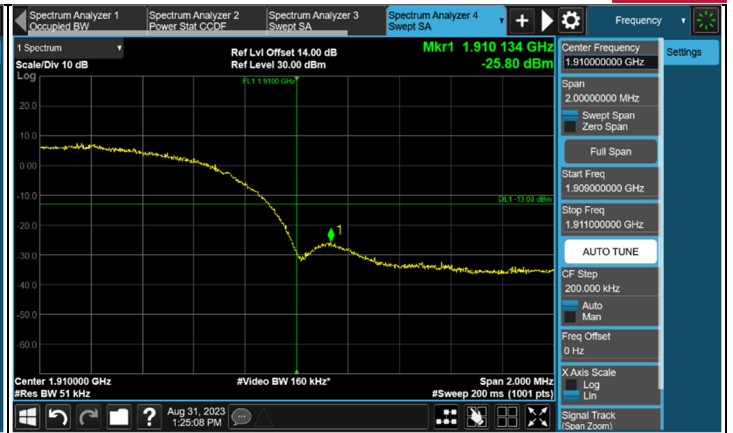 Spectrum Analyzer 1
Occupied BW
Spectrum Analyzer 2
Power Stat CCDF
Spectrum Analyzer 3
Swept SA
Spectrum Analyzer 4
Swept SA
Frequency
1 Spectrum
Scale/Div 10 dB
Log
Ref Lvl Offset 14.00 dB
Ref Level 30.00 dBm
Mkr1 1.910 134 GHz
-25.80 dBm
FL1 1.9100 GHz
20.0
10.0
0.00
-10.0
-20.0
-30.0
-40.0
-50.0
-60.0
DL1 -13.00 dBm
1
Center 1.910000 GHz
#Res BW 51 kHz
#Video BW 160 kHz*
Span 2.000 MHz
#Sweep 200 ms (1001 pts)
Aug 31, 2023
1:25:08 PM
?
Center Frequency
1.910000000 GHz
Settings
Span
2.00000000 MHz
Swept Span
Zero Span
Full Span
Start Freq
1.909000000 GHz
Stop Freq
1.911000000 GHz
AUTO TUNE
CF Step
200.000 kHz
Auto
Man
Freq Offset
0 Hz
X Axis Scale
Log
Lin
Signal Track
(Span Zoom)